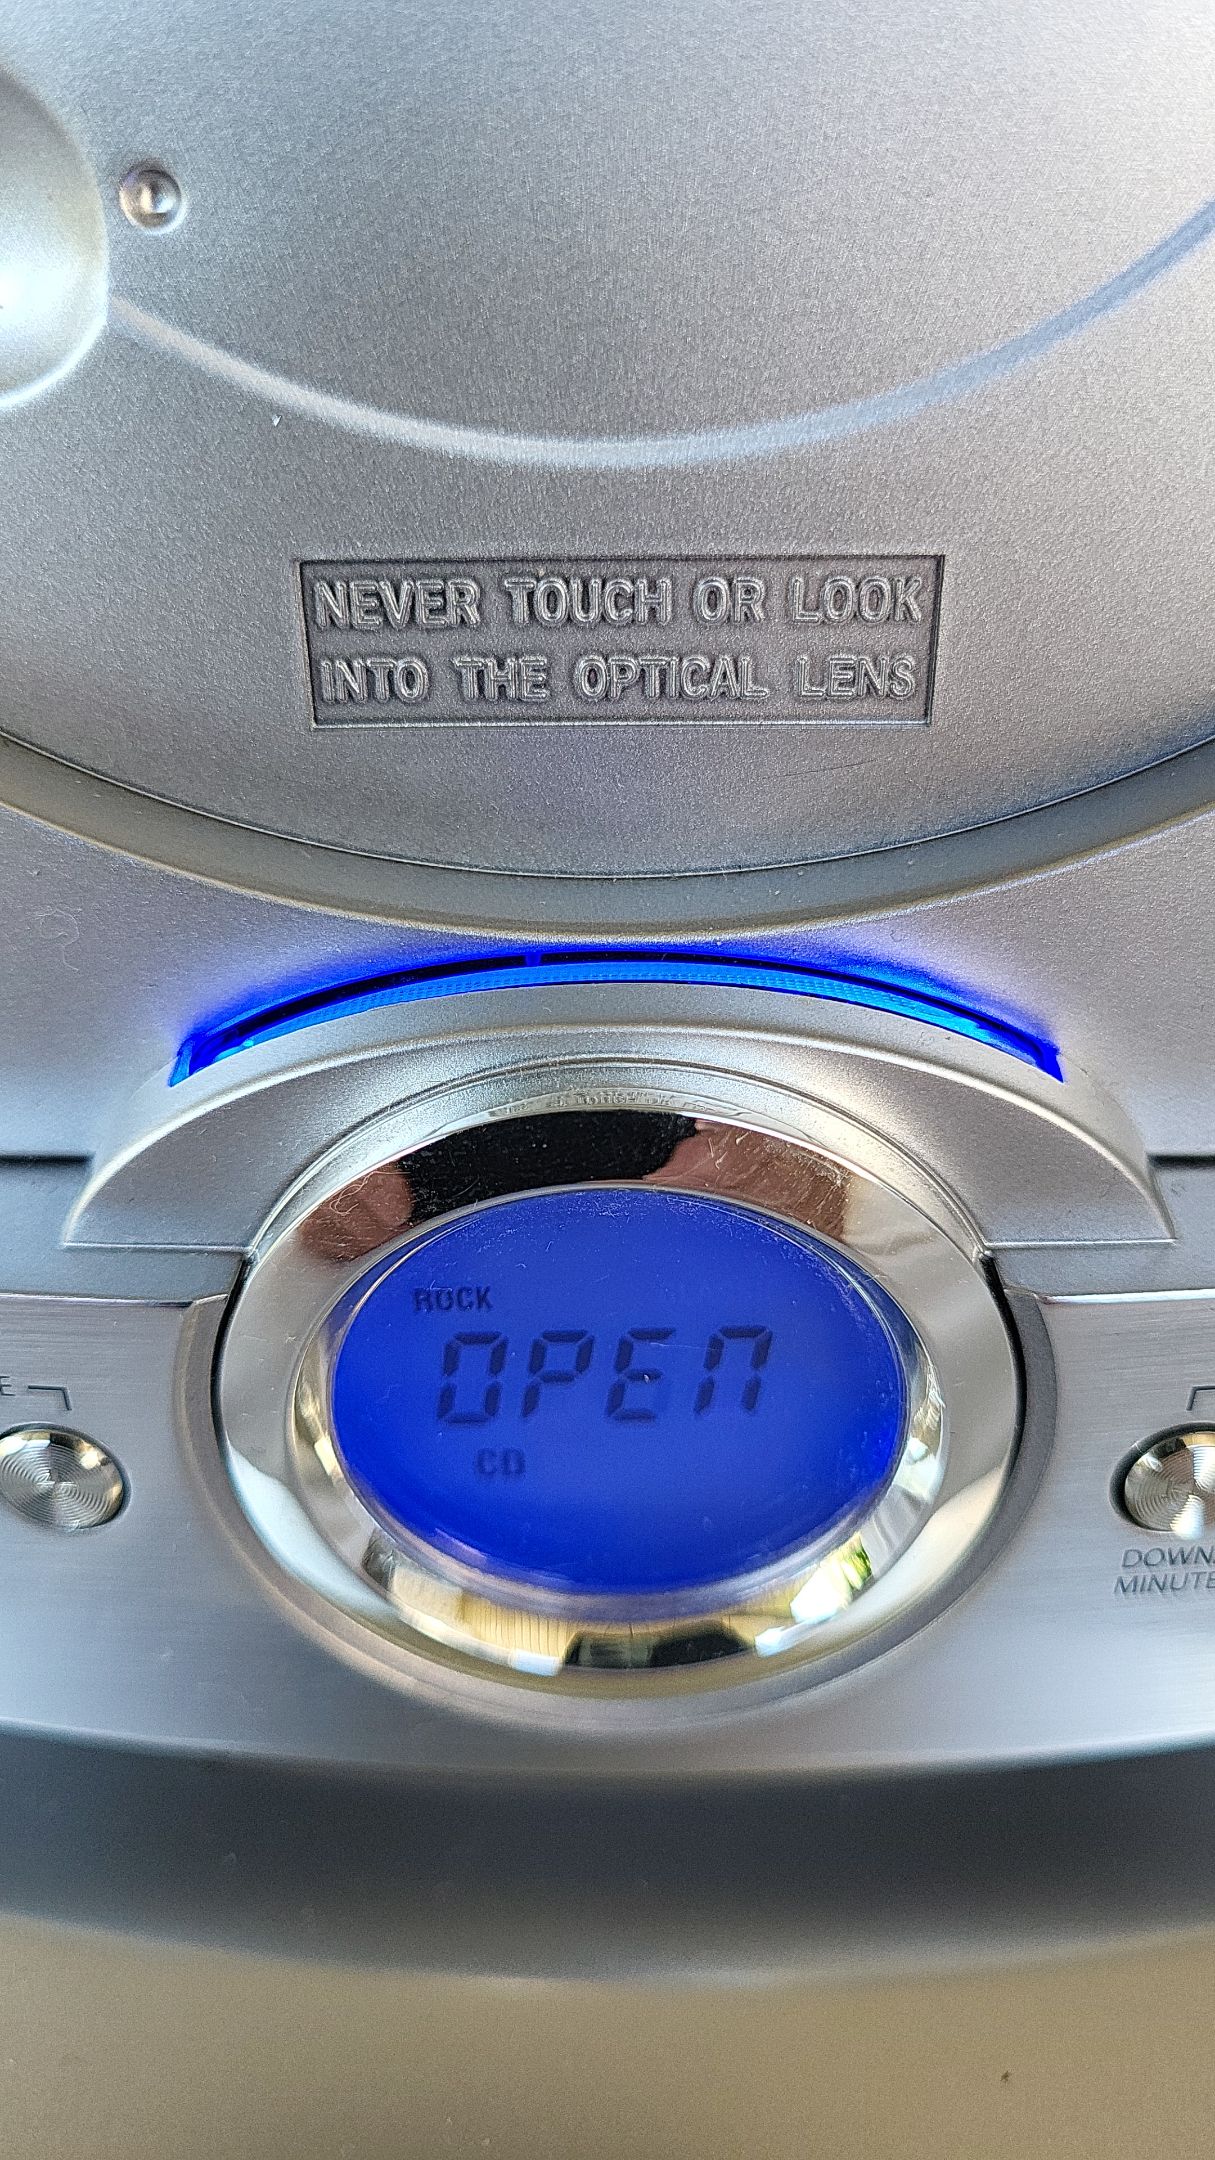 NEVER TOUCH OR LOOK
INTO THE OPTICAL LENS
ROCK
OPEN
CD
E
DOWN
MINUTE